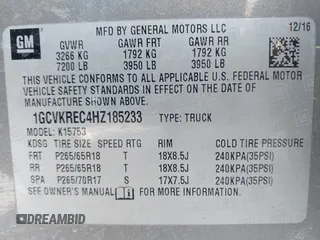 MFD BY GENERAL MOTORS LLC
12/16
GM
GVWR GAWR FRT GAWR RR
3266 KG 1792 KG 1792 KG
7200 LB 3950 LB 3950 LB
THIS VEHICLE CONFORMS TO ALL APPLICABLE U.S. FEDERAL MOTOR
VEHICLE SAFETY STANDARDS IN EFFECT ON THE DATE OF
MANUFACTURE SHOWN ABOVE.
1GCVKREC4HZ185233 TYPE: TRUCK
MODEL: K15753
KDSG TIRE SIZE SPEED RTG RIM COLD TIRE PRESSURE
FRT P265/65R18 T 18X8.5J 240KPA(35PSI)
RR P265/65R18 T 18X8.5J 240KPA(35PSI)
SPA P265/70R17 S 17X7.5J 240KPA(35PSI)
SEE OWNER'S MANUAL FOR MORE INFORMATION.
DREAMBID